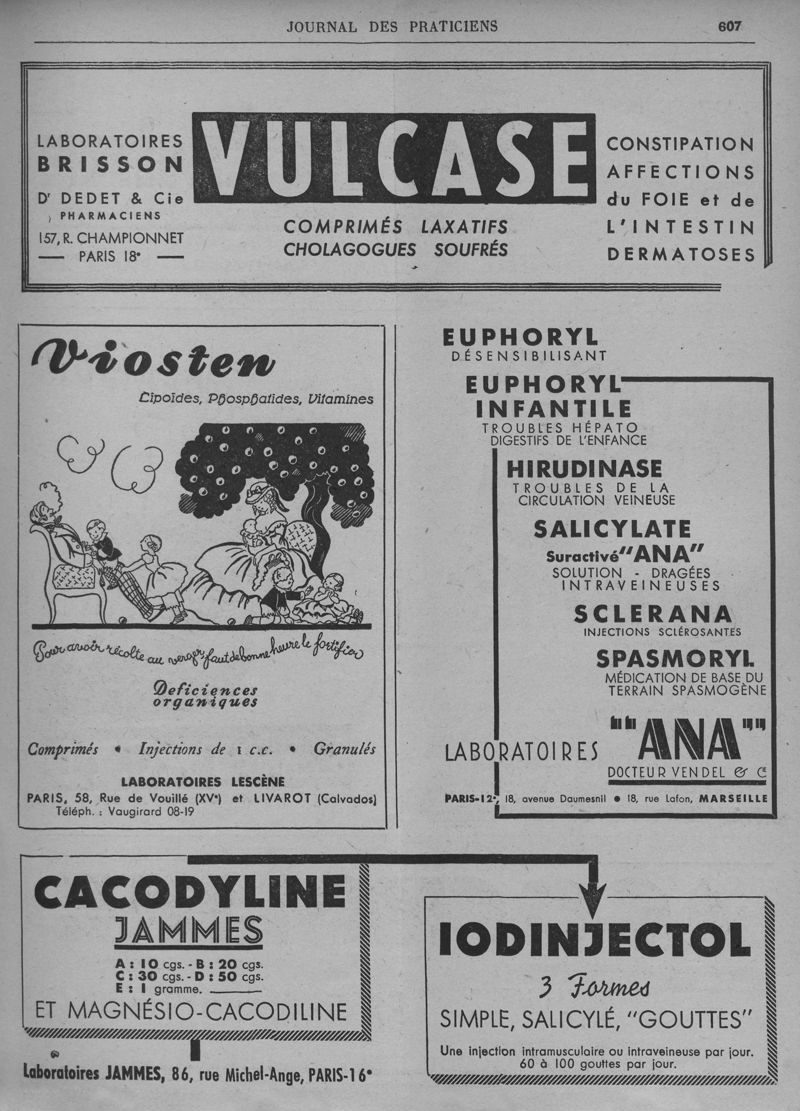 JOURNAL DES PRATICIENS
607
LABORATOIRES
BRISSON
Dr DEDET & Cie
PHARMACIENS
157, R. CHAMPIONNET
— PARIS 18e —
VULCASE
COMPRIMÉS LAXATIFS
CHOLAGOGUES SOUFRÉS
CONSTIPATION
AFFECTIONS
du FOIE et de
L'INTESTIN
DERMATOSES
Viosten
Lipoïdes, Phosphatides, Vitamines
Pour avoir récolte au verger faut de bonne heure le fortifier
Deficiences
organiques
Comprimés • Injections de 1 c.c. • Granulés
LABORATOIRES LESCÈNE
PARIS, 58, Rue de Vouillé (XVe) et LIVAROT (Calvados)
Téléph. : Vaugirard 08-19
EUPHORYL
DÉSENSIBILISANT
EUPHORYL
INFANTILE
TROUBLES HÉPATO
DIGESTIFS DE L'ENFANCE
HIRUDINASE
TROUBLES DE LA
CIRCULATION VEINEUSE
SALICYLATE
Suractivé "ANA"
SOLUTION - DRAGÉES
INTRAVEINEUSES
SCLERANA
INJECTIONS SCLÉROSANTES
SPASMORYL
MÉDICATION DE BASE DU
TERRAIN SPASMOGÈNE
LABORATOIRES "ANA"
DOCTEUR VENDEL & Cie
PARIS-12e, 18, avenue Daumesnil • 18, rue Lafon, MARSEILLE
CACODYLINE
JAMMES
A : 10 cgs. - B : 20 cgs.
C : 30 cgs. - D : 50 cgs.
E : 1 gramme.
ET MAGNÉSIO-CACODILINE
Laboratoires JAMMES, 86, rue Michel-Ange, PARIS-16e
IODINJECTOL
3 Formes
SIMPLE, SALICYLÉ, "GOUTTES"
Une injection intramusculaire ou intraveineuse par jour.
60 à 100 gouttes par jour.